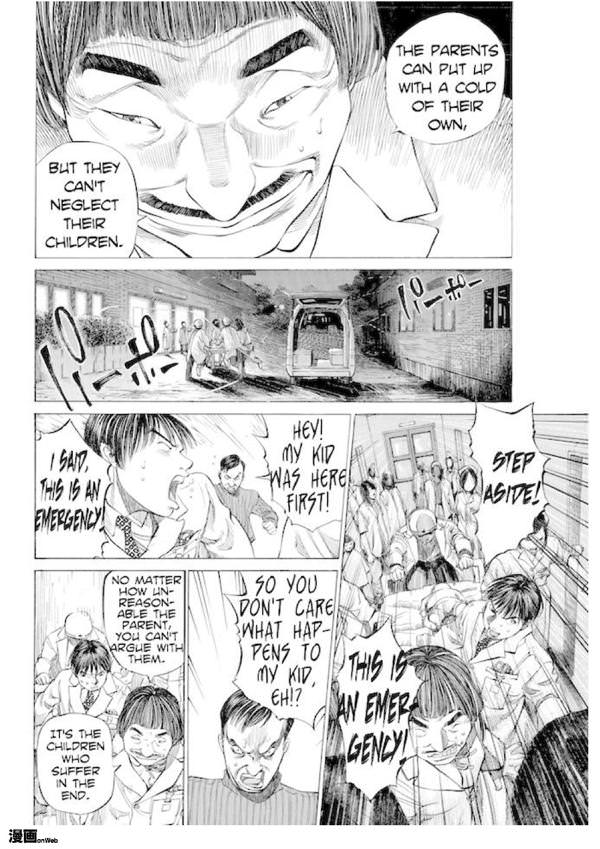 THE PARENTS
CAN PUT UP
WITH A COLD
OF THEIR
OWN,
BUT THEY
CAN'T
NEGLECT
THEIR
CHILDREN.
パーポー
パーポー
STEP
ASIDE!
THIS IS
AN EMER-
GENCY!
HEY!
MY KID
WAS HERE
FIRST!
I SAID,
THIS IS AN
EMERGENCY!
SO YOU
DON'T CARE
WHAT HAP-
PENS TO
MY KID,
EH!?
NO MATTER
HOW UN-
REASON-
ABLE THE
PARENT,
YOU CAN'T
ARGUE WITH
THEM.
IT'S THE
CHILDREN
WHO
SUFFER
IN THE
END.
漫画onWeb